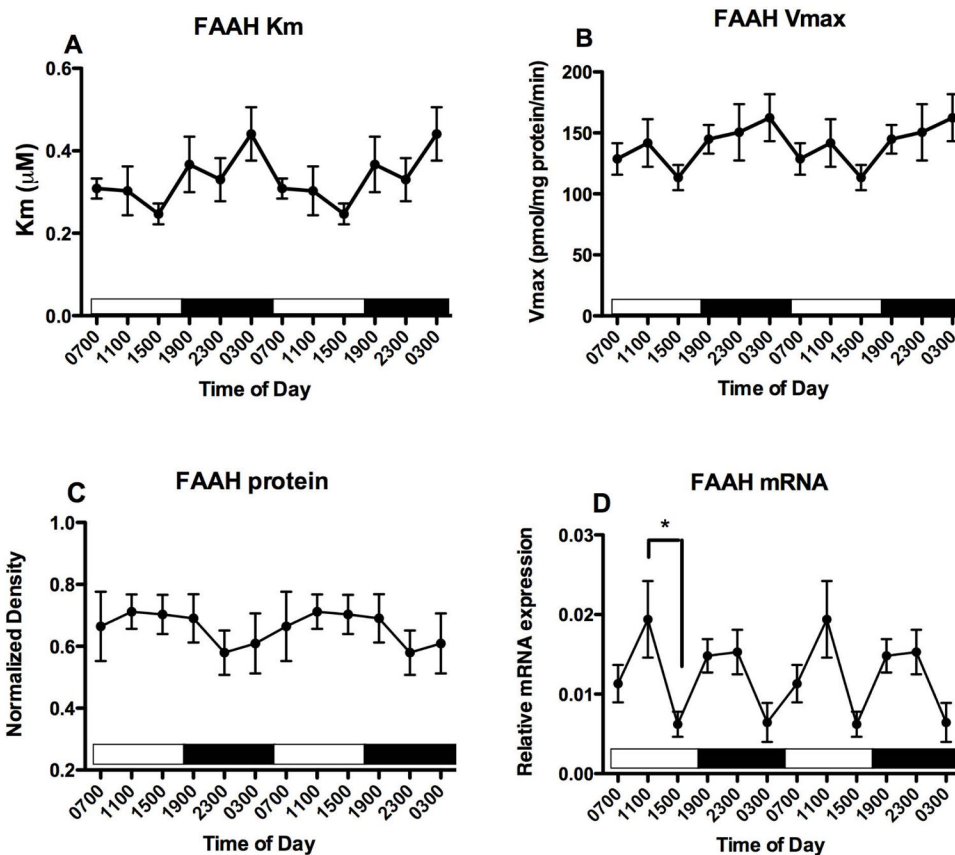 A
FAAH Km
Km (μM)
0.6
0.4
0.2
0.0
0700 1100 1500 1900 2300 0300 0700 1100 1500 1900 2300 0300
Time of Day
B
FAAH Vmax
Vmax (pmol/mg protein/min)
200
150
100
50
0
0700 1100 1500 1900 2300 0300 0700 1100 1500 1900 2300 0300
Time of Day
C
FAAH protein
Normalized Density
1.0
0.8
0.6
0.4
0.2
0700 1100 1500 1900 2300 0300 0700 1100 1500 1900 2300 0300
Time of Day
D
FAAH mRNA
Relative mRNA expression
0.03
0.02
0.01
0.00
*
0700 1100 1500 1900 2300 0300 0700 1100 1500 1900 2300 0300
Time of Day